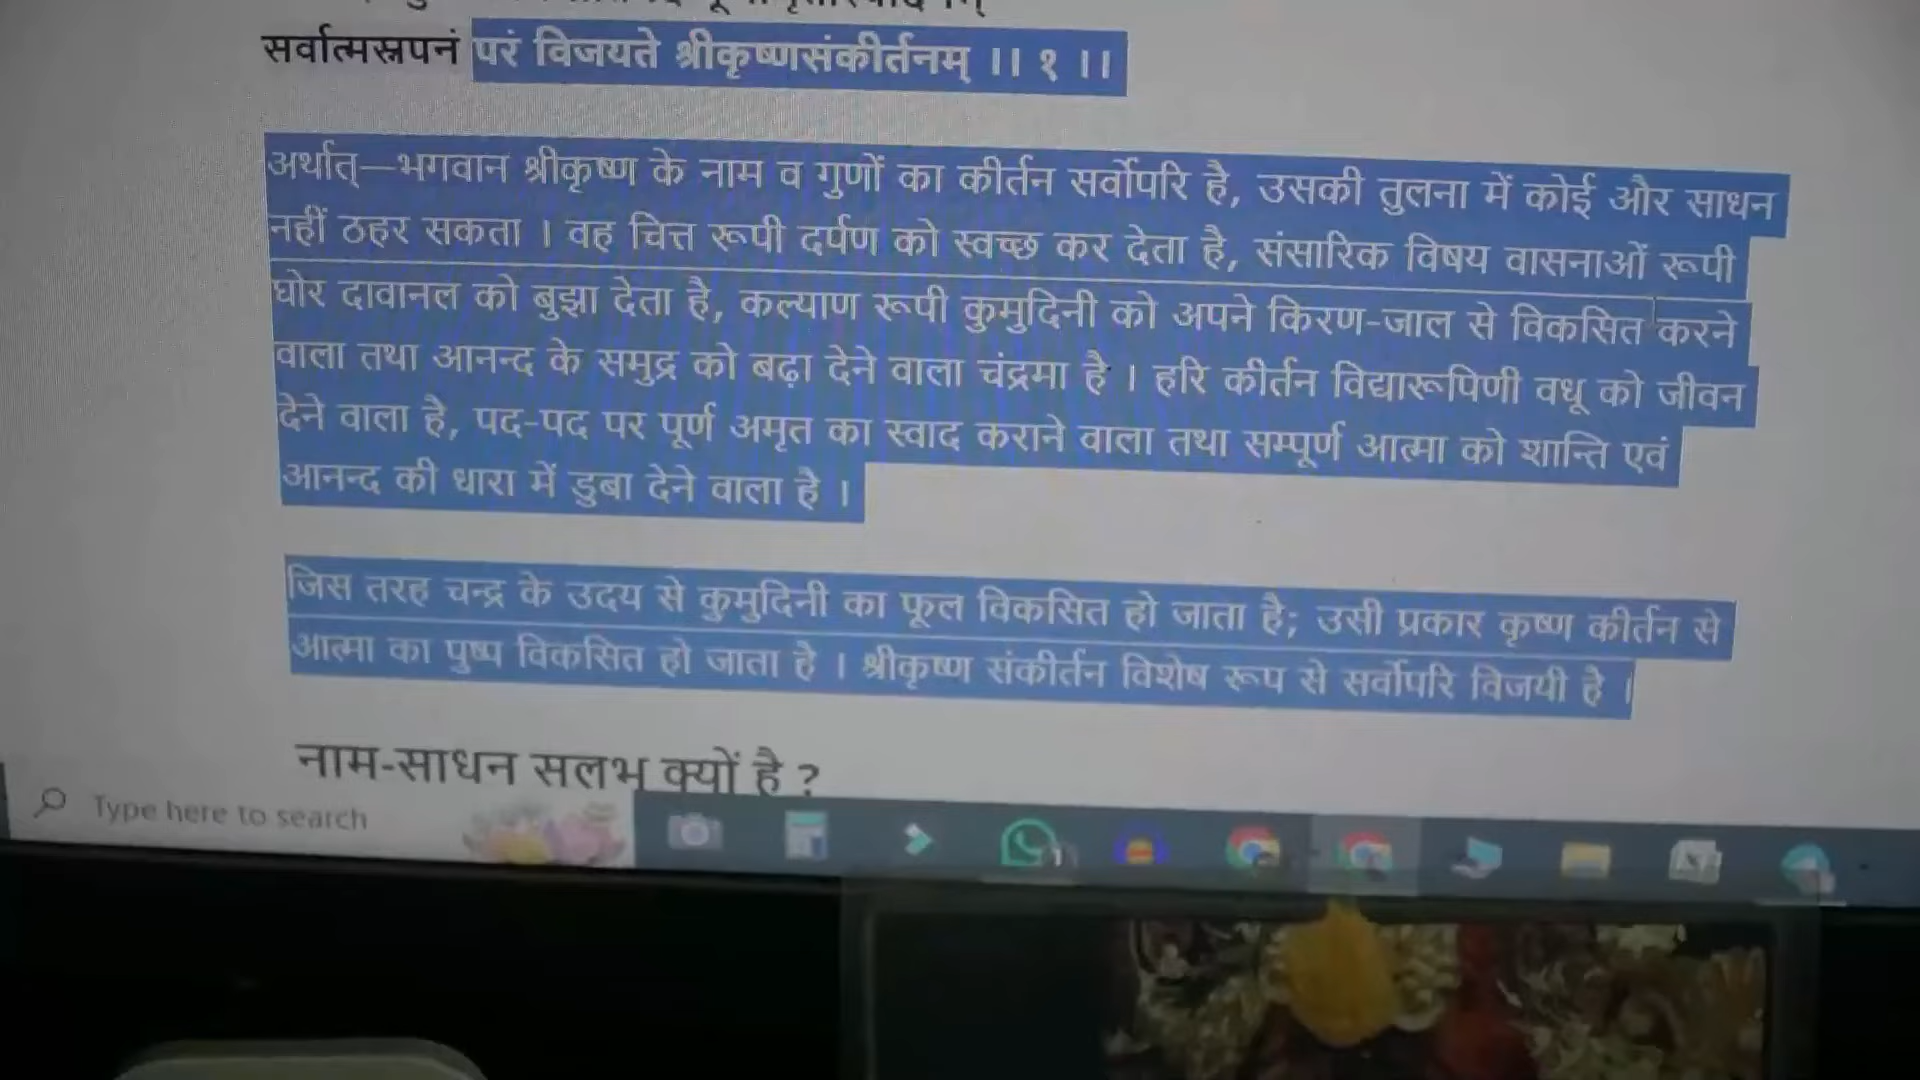 सर्वात्मस्नपनं परं विजयते श्रीकृष्णसंकीर्तनम् ।। १ ।।
अर्थात्—भगवान श्रीकृष्ण के नाम व गुणों का कीर्तन सर्वोपरि है, उसकी तुलना में कोई और साधन
नहीं ठहर सकता । वह चित्त रूपी दर्पण को स्वच्छ कर देता है, संसारिक विषय वासनाओं रूपी
घोर दावानल को बुझा देता है, कल्याण रूपी कुमुदिनी को अपने किरण-जाल से विकसित करने
वाला तथा आनन्द के समुद्र को बढ़ा देने वाला चंद्रमा है । हरि कीर्तन विद्यारूपिणी वधू को जीवन
देने वाला है, पद-पद पर पूर्ण अमृत का स्वाद कराने वाला तथा सम्पूर्ण आत्मा को शान्ति एवं
आनन्द की धारा में डुबा देने वाला है ।
जिस तरह चन्द्र के उदय से कुमुदिनी का फूल विकसित हो जाता है; उसी प्रकार कृष्ण कीर्तन से
आत्मा का पुष्प विकसित हो जाता है । श्रीकृष्ण संकीर्तन विशेष रूप से सर्वोपरि विजयी है ।
नाम-साधन सलभ क्यों है ?
Type here to search